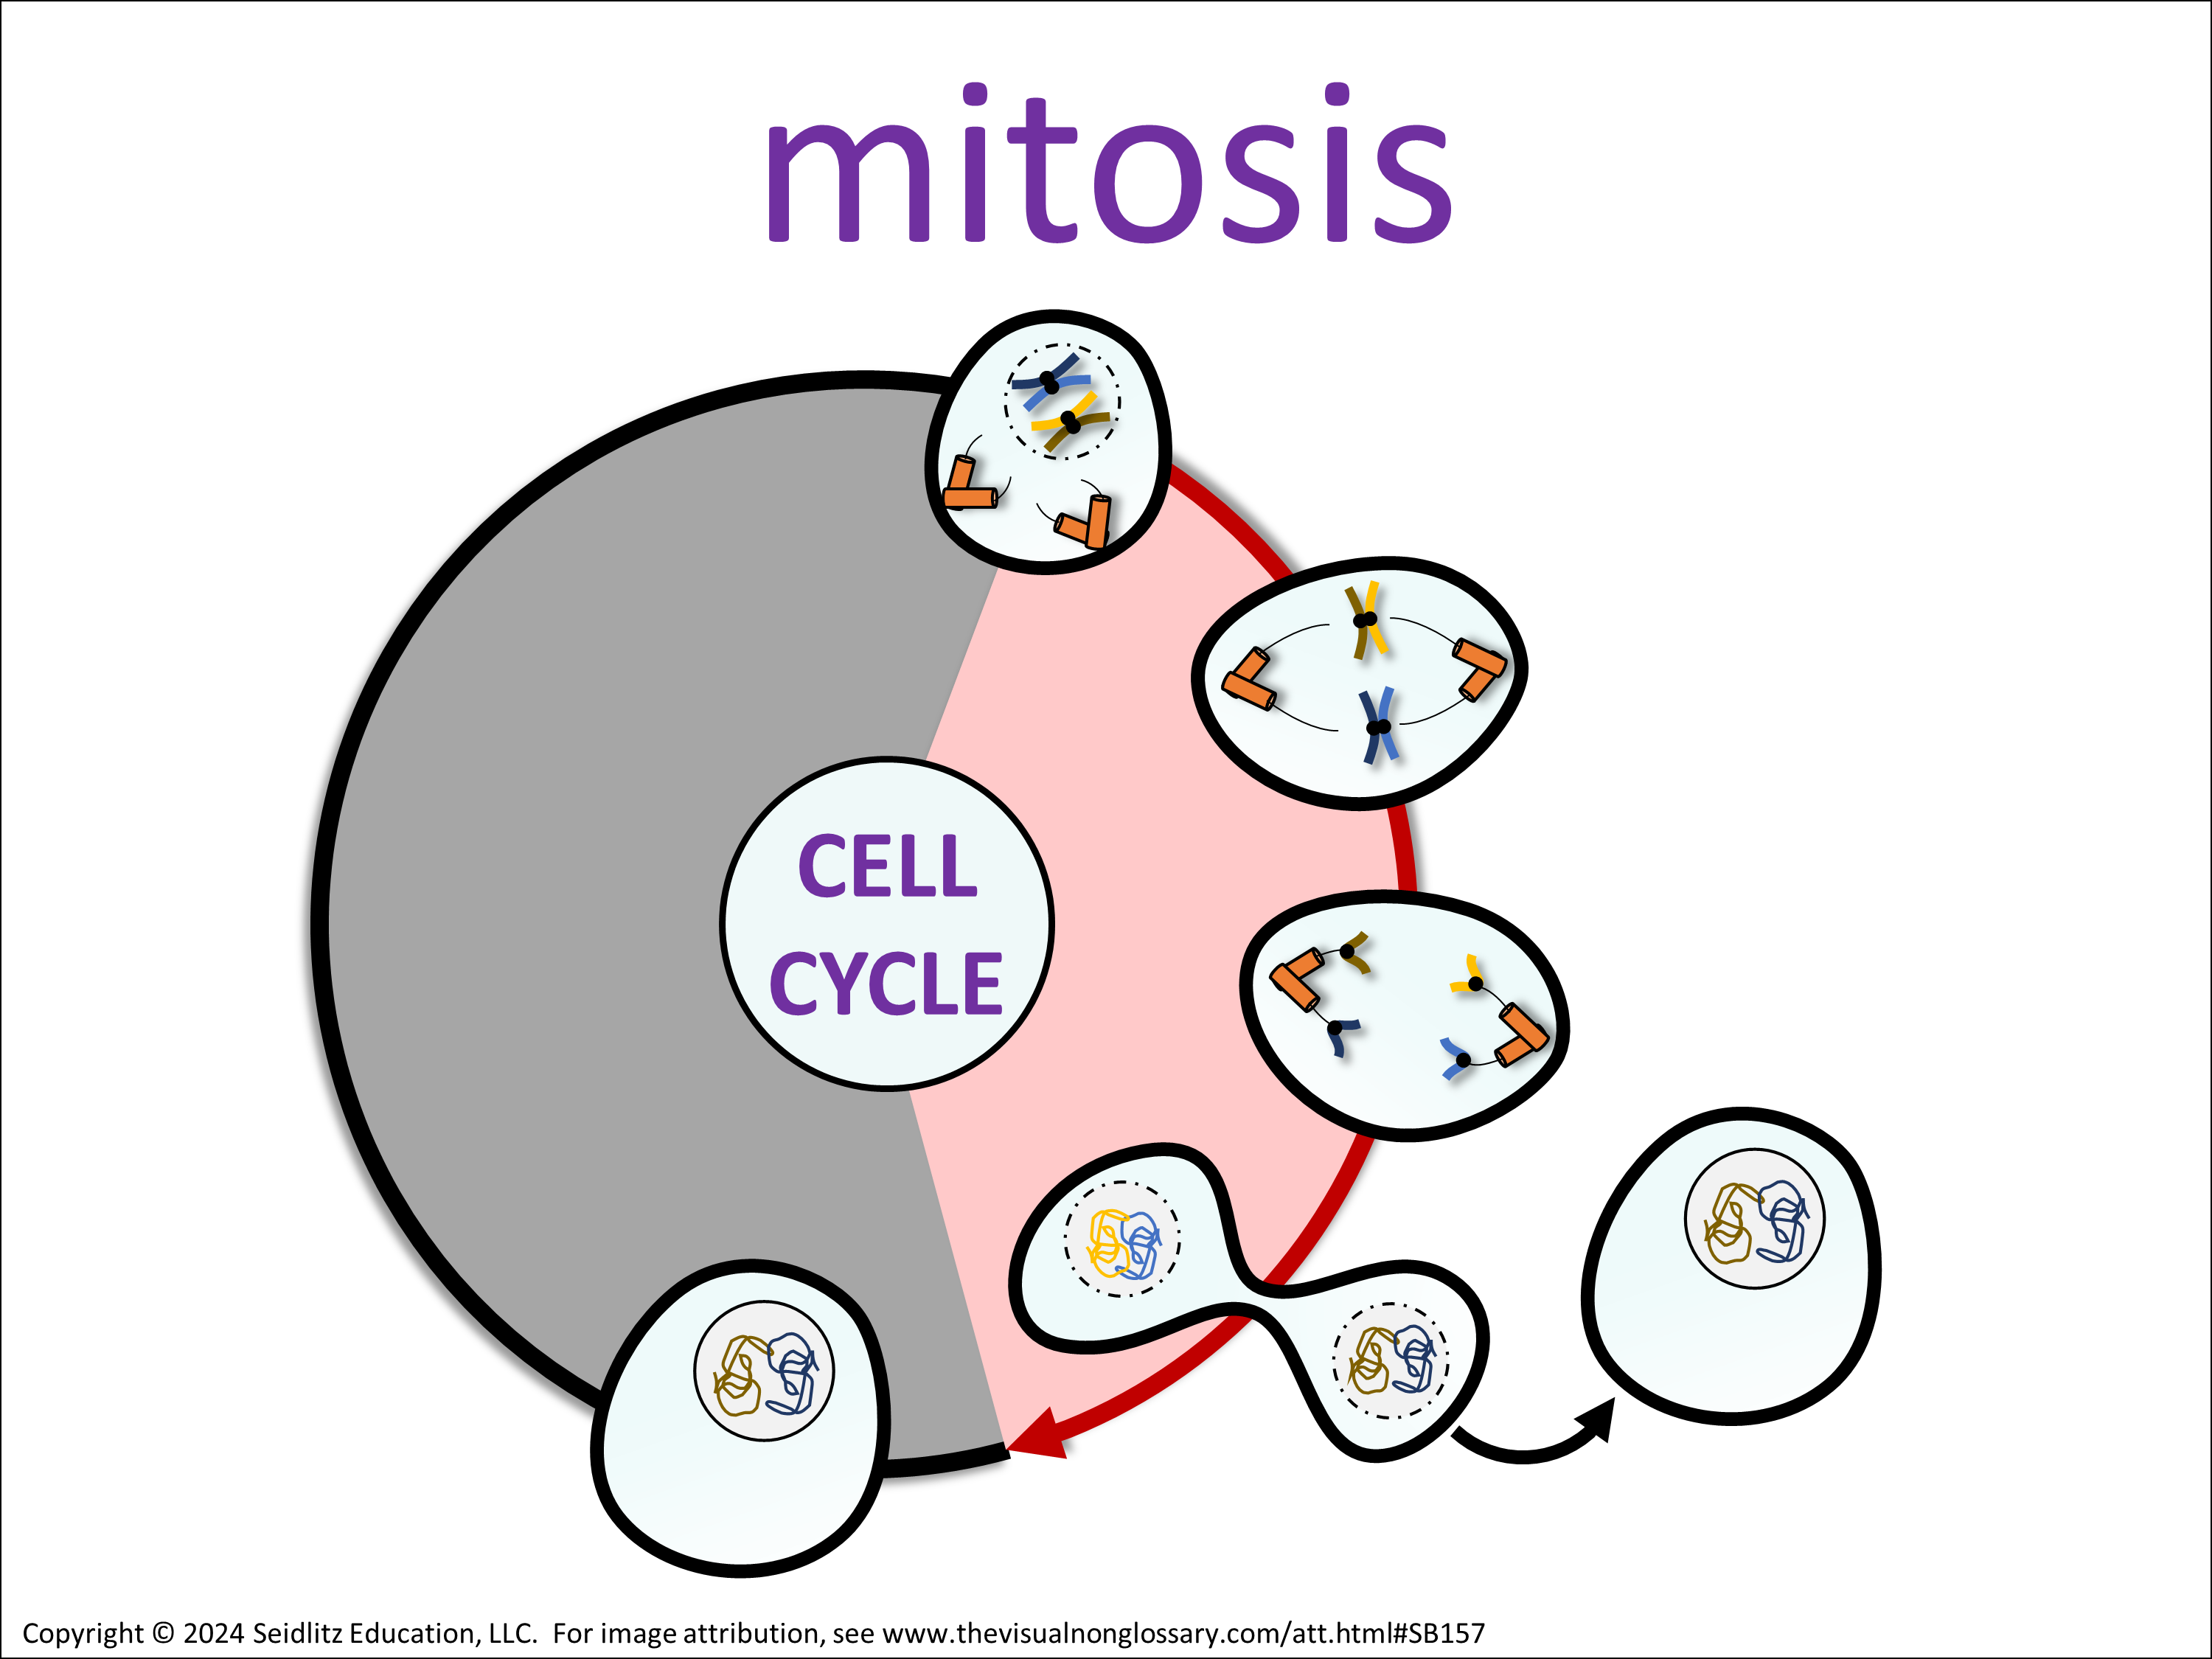 mitosis
CELL
CYCLE
Copyright © 2024 Seidlitz Education, LLC.  For image attribution, see www.thevisualnonglossary.com/att.html#SB157